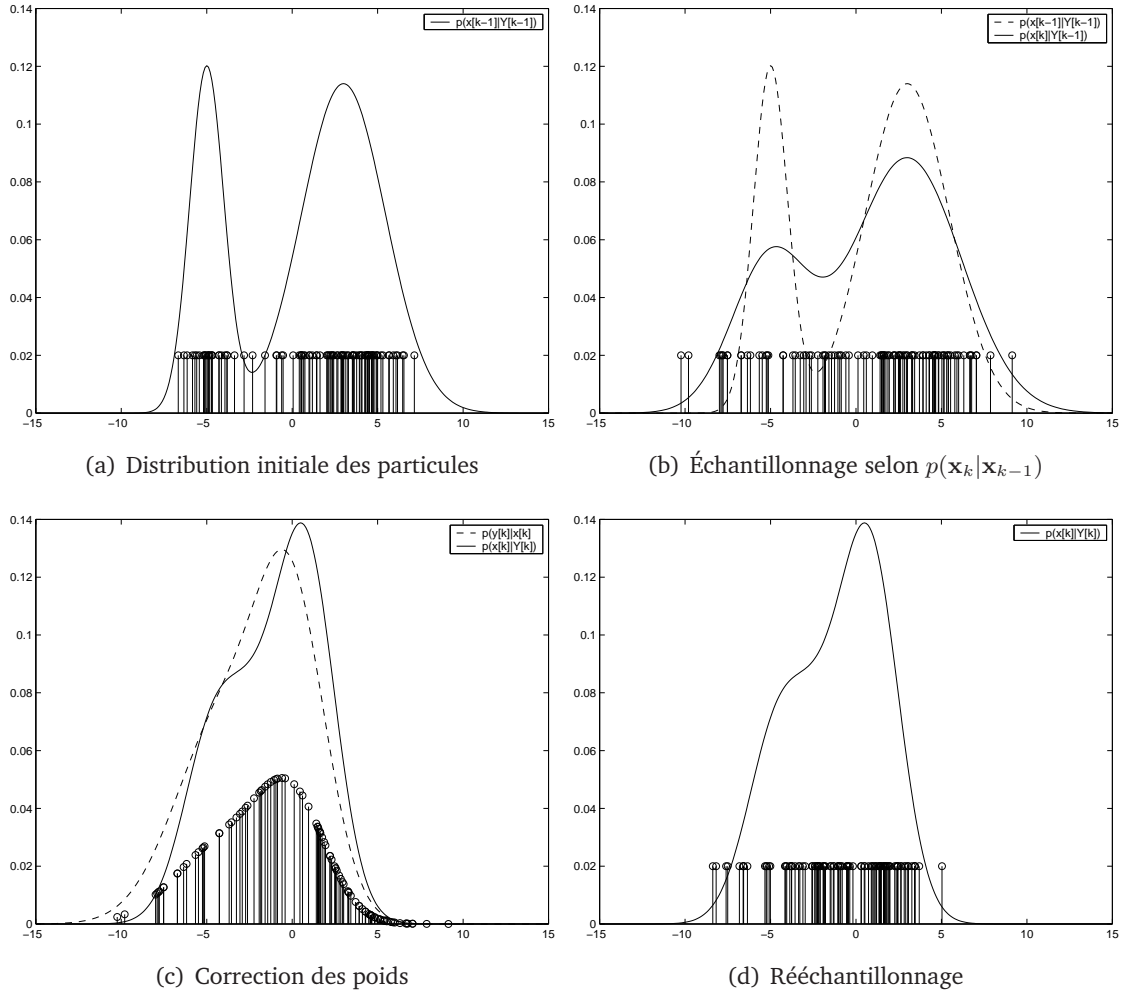 0.14
0.12
0.1
0.08
0.06
0.04
0.02
0
−15 −10 −5 0 5 10 15
p(x[k-1]|Y[k-1])
(a) Distribution initiale des particules
0.14
0.12
0.1
0.08
0.06
0.04
0.02
0
−15 −10 −5 0 5 10 15
p(x[k-1]|Y[k-1])
p(x[k]|Y[k-1])
(b) Échantillonnage selon p(x_k|x_{k−1})
0.14
0.12
0.1
0.08
0.06
0.04
0.02
0
−15 −10 −5 0 5 10 15
p(y[k]|x[k]
p(x[k]|Y[k])
(c) Correction des poids
0.14
0.12
0.1
0.08
0.06
0.04
0.02
0
−15 −10 −5 0 5 10 15
p(x[k]|Y[k])
(d) Rééchantillonnage